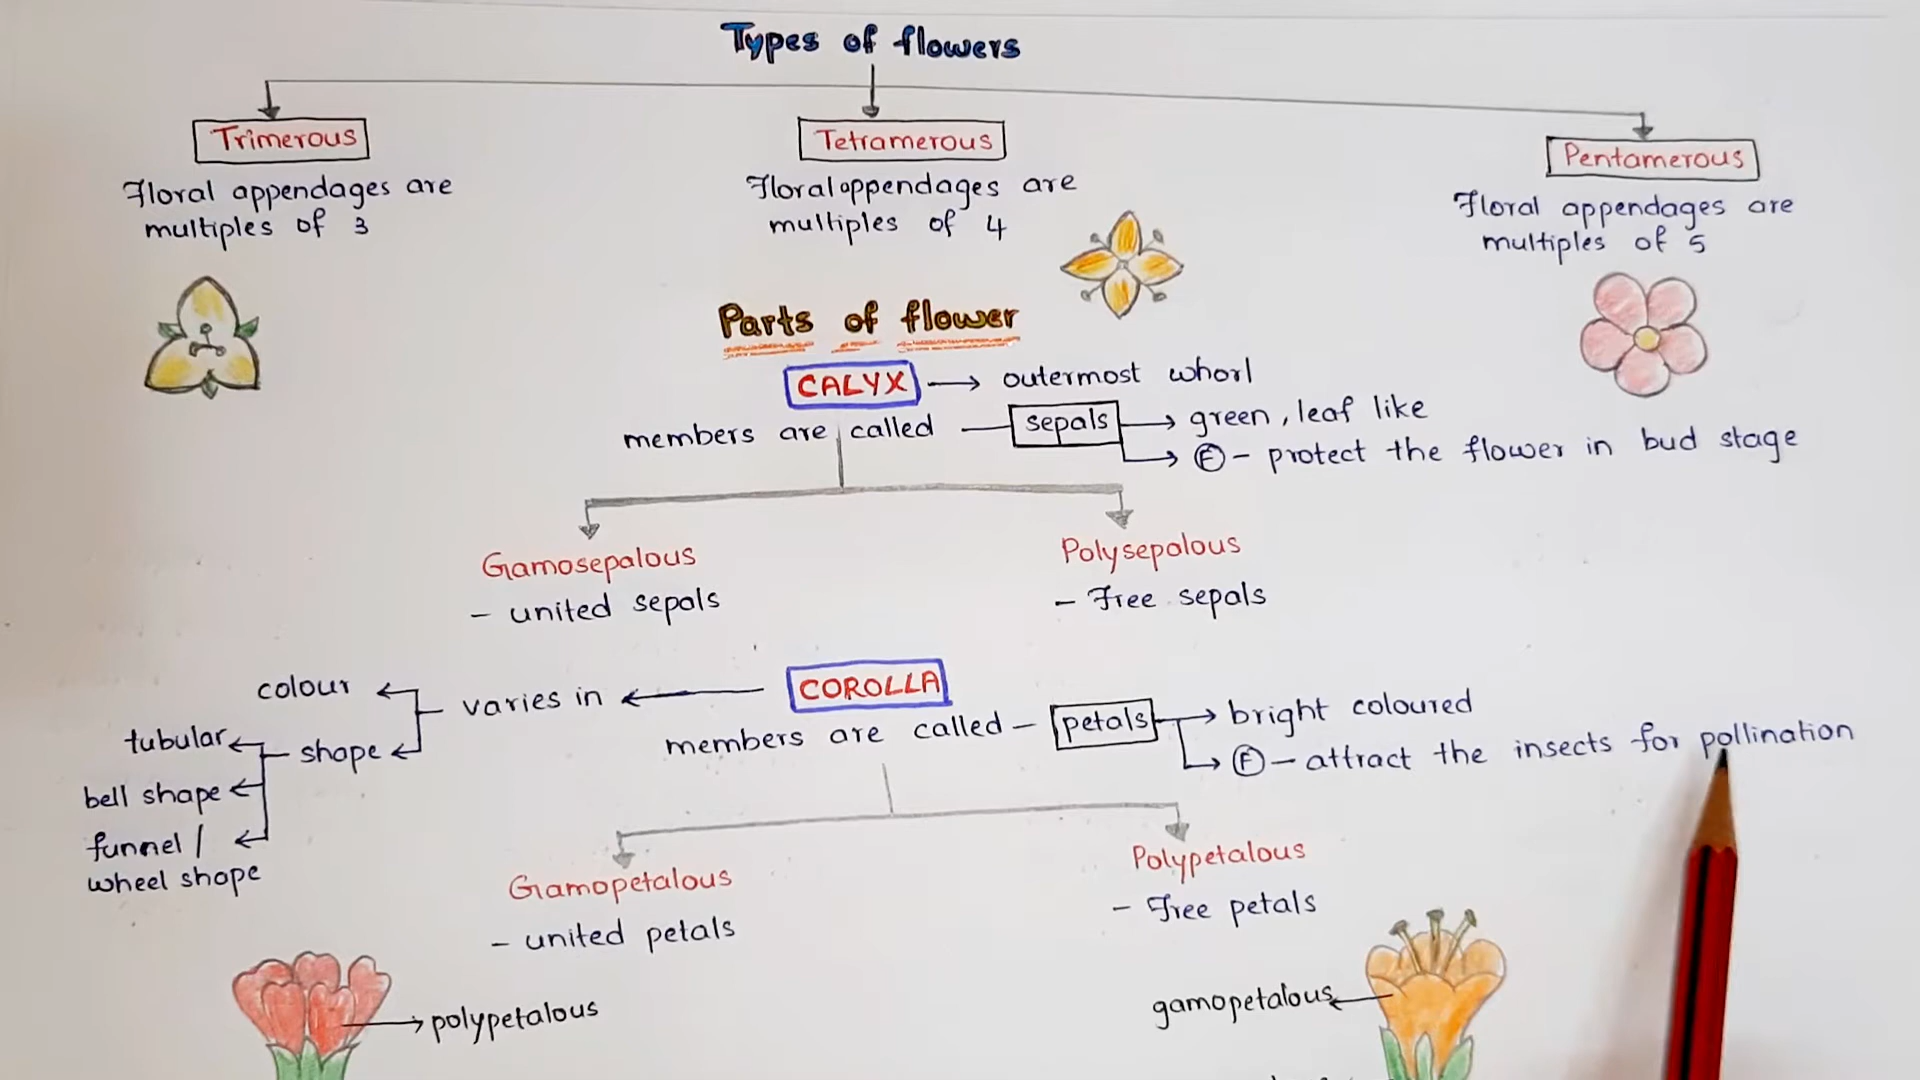 Types of flowers
Trimerous
Floral appendages are
multiples of 3
Tetramerous
Floral appendages are
multiples of 4
Pentamerous
Floral appendages are
multiples of 5
Parts of flower
CALYX → outermost whorl
members are called — sepals → green, leaf like
→ Ⓕ - protect the flower in bud stage
Gamosepalous
- united sepals
Polysepalous
- Free sepals
COROLLA
varies in
colour
shape
tubular
bell shape
funnel /
wheel shape
members are called - petals → bright coloured
→ Ⓕ - attract the insects for pollination
Gamopetalous
- united petals
Polypetalous
- Free petals
polypetalous
gamopetalous